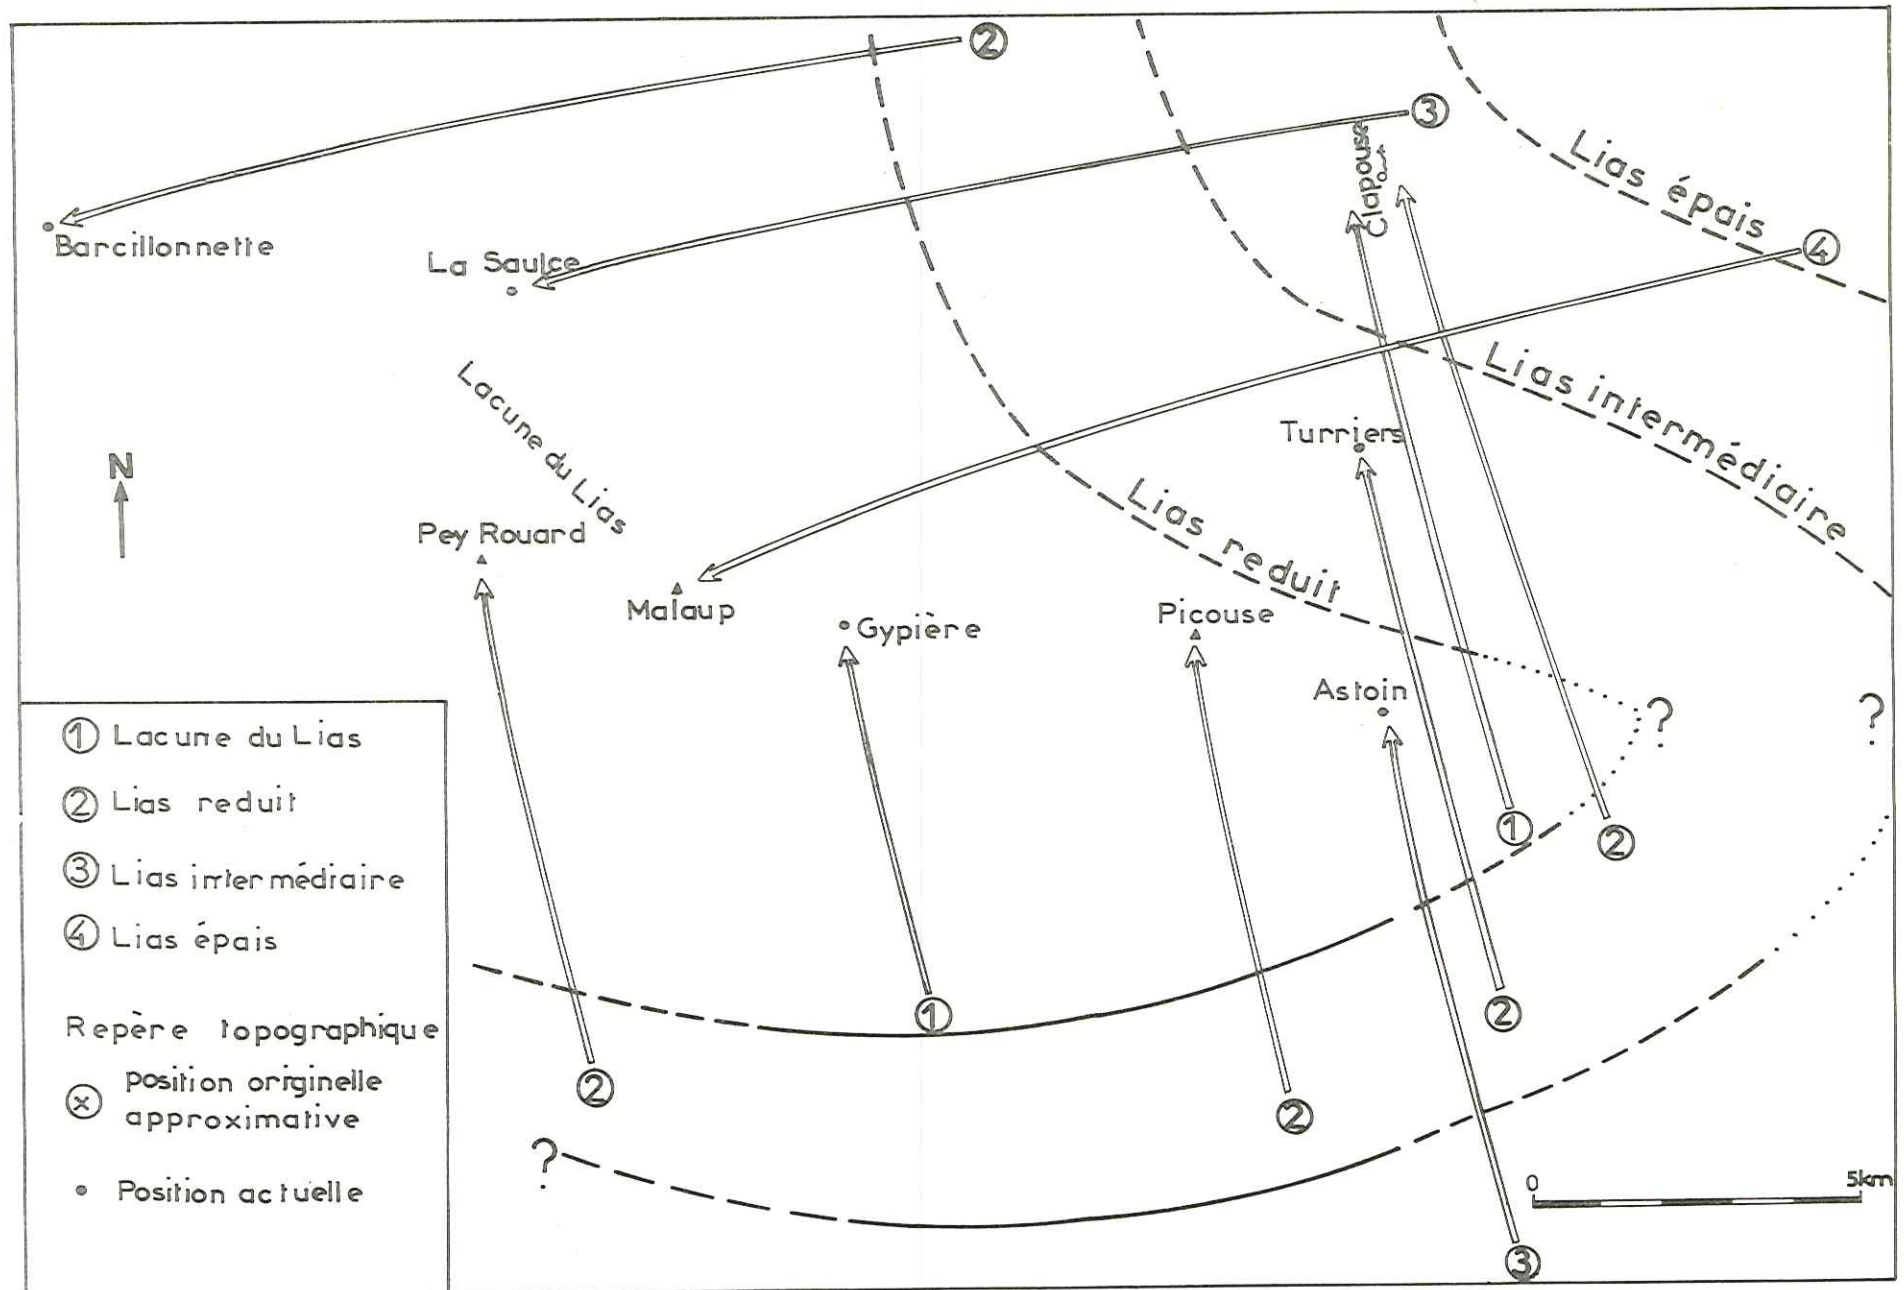 2
3
Clapouse
Lias épais
4
Barcillonnette
La Saulce
Lias intermédiaire
Lacune du Lias
Turriers
N
Lias reduit
Pey Rouard
Malaup
Gypière
Picouse
Astoin
?
?
1 Lacune du Lias
2 Lias reduit
3 Lias intermédiaire
4 Lias épais
Repère topographique
x position originelle
approximative
Position actuelle
1
2
1
2
2
2
?
0 5km
3